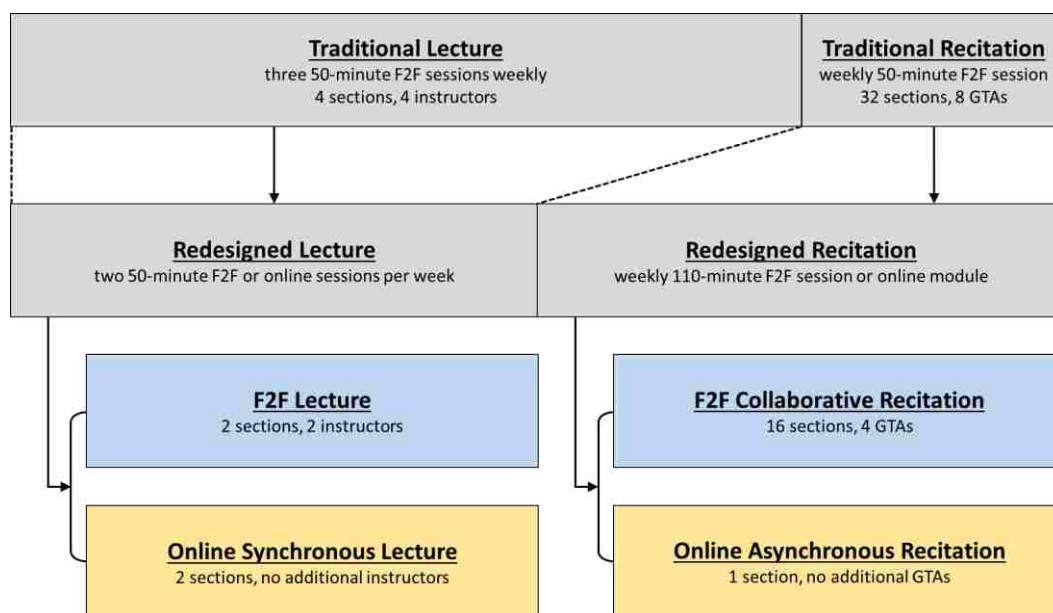 Traditional Lecture
three 50-minute F2F sessions weekly
4 sections, 4 instructors
Traditional Recitation
weekly 50-minute F2F session
32 sections, 8 GTAs
Redesigned Lecture
two 50-minute F2F or online sessions per week
Redesigned Recitation
weekly 110-minute F2F session or online module
F2F Lecture
2 sections, 2 instructors
F2F Collaborative Recitation
16 sections, 4 GTAs
Online Synchronous Lecture
2 sections, no additional instructors
Online Asynchronous Recitation
1 section, no additional GTAs